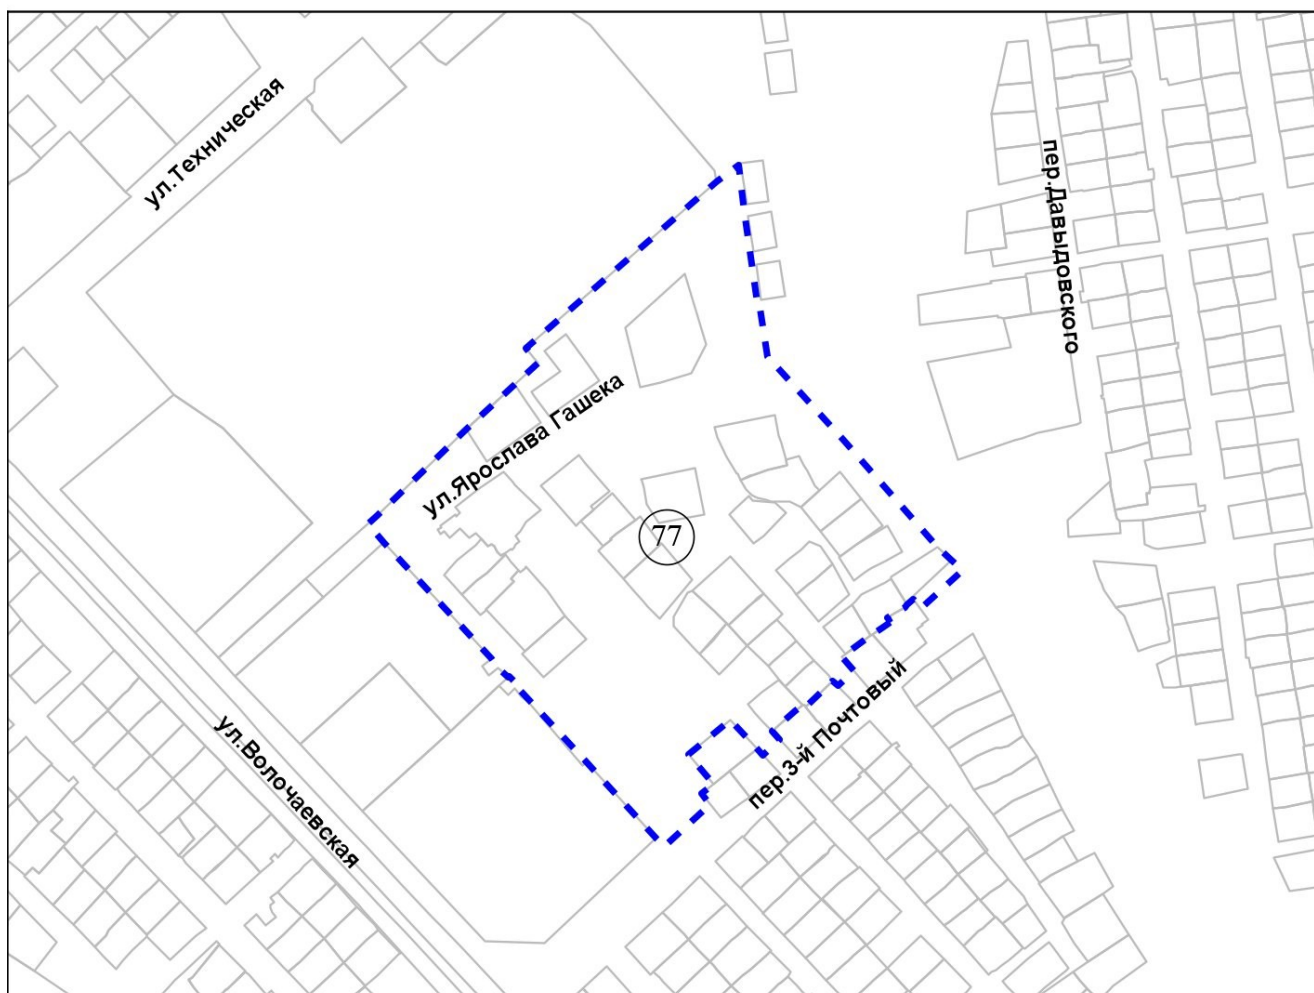 ул.Техническая
пер.Давыдовского
ул.Ярослава Гашека
77
пер.3-й Почтовый
ул.Волочаевская